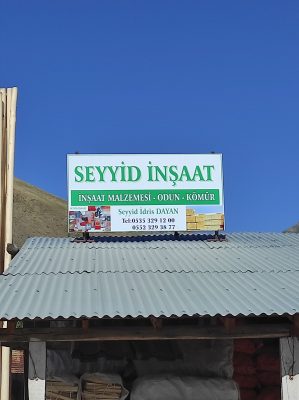 SEYYİD İNŞAAT
İNŞAAT MALZEMESİ - ODUN - KÖMÜR
Seyyid İdris DAYAN
Tel:0535 329 12 00
0552 329 38 77